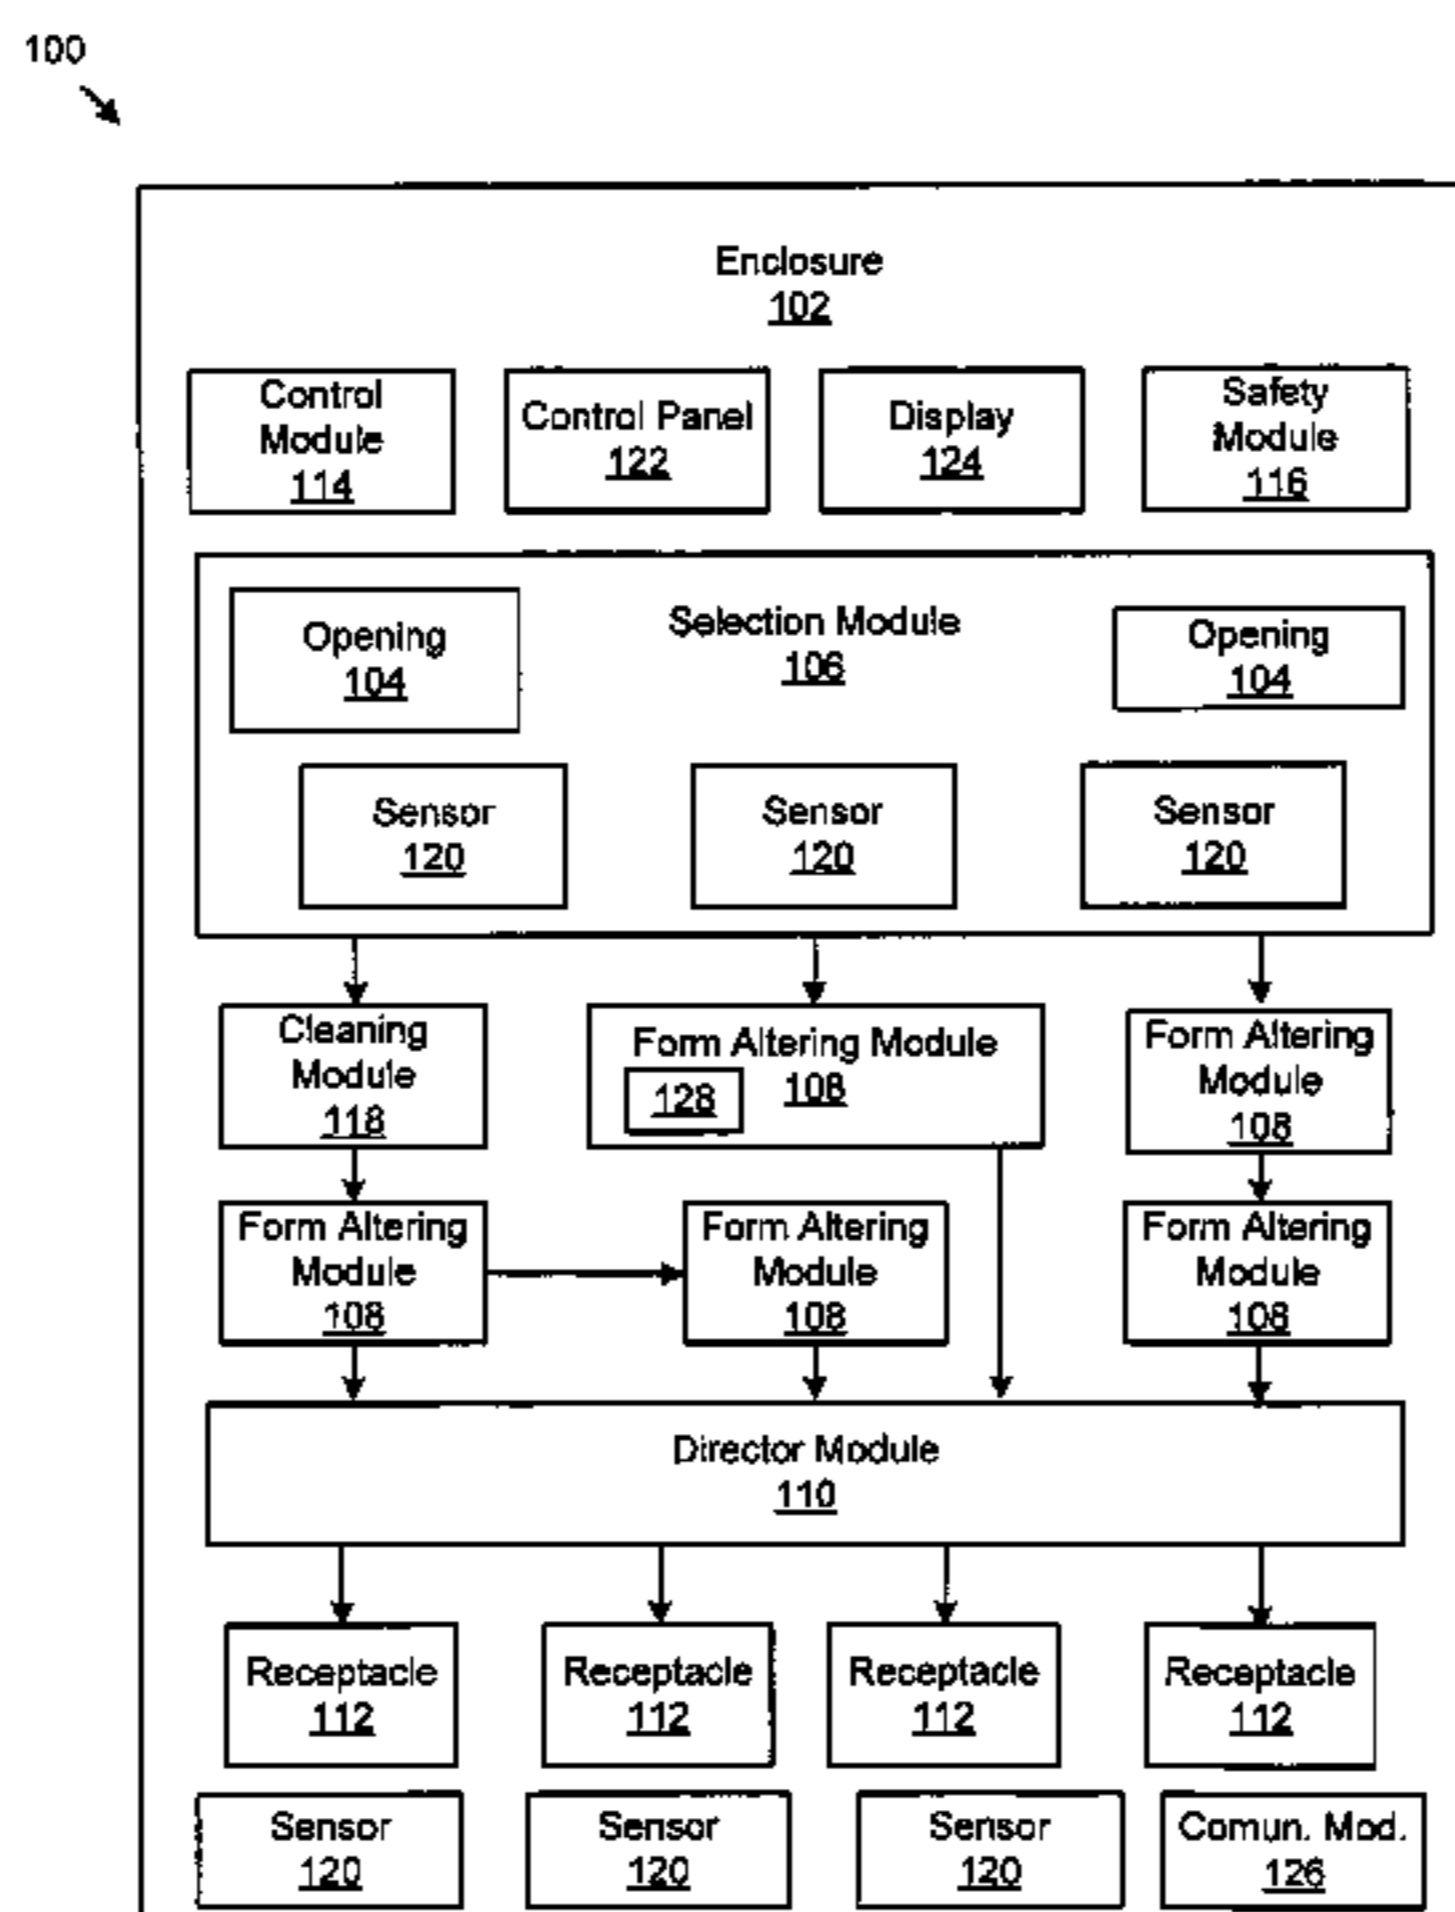 100
Enclosure
102
Control
Module
114
Control Panel
122
Display
124
Safety
Module
116
Opening
104
Selection Module
106
Opening
104
Sensor
120
Sensor
120
Sensor
120
Cleaning
Module
118
Form Altering Module
128
108
Form Altering
Module
108
Form Altering
Module
108
Form Altering
Module
108
Form Altering
Module
108
Director Module
110
Receptacle
112
Receptacle
112
Receptacle
112
Receptacle
112
Sensor
120
Sensor
120
Sensor
120
Comun. Mod.
126